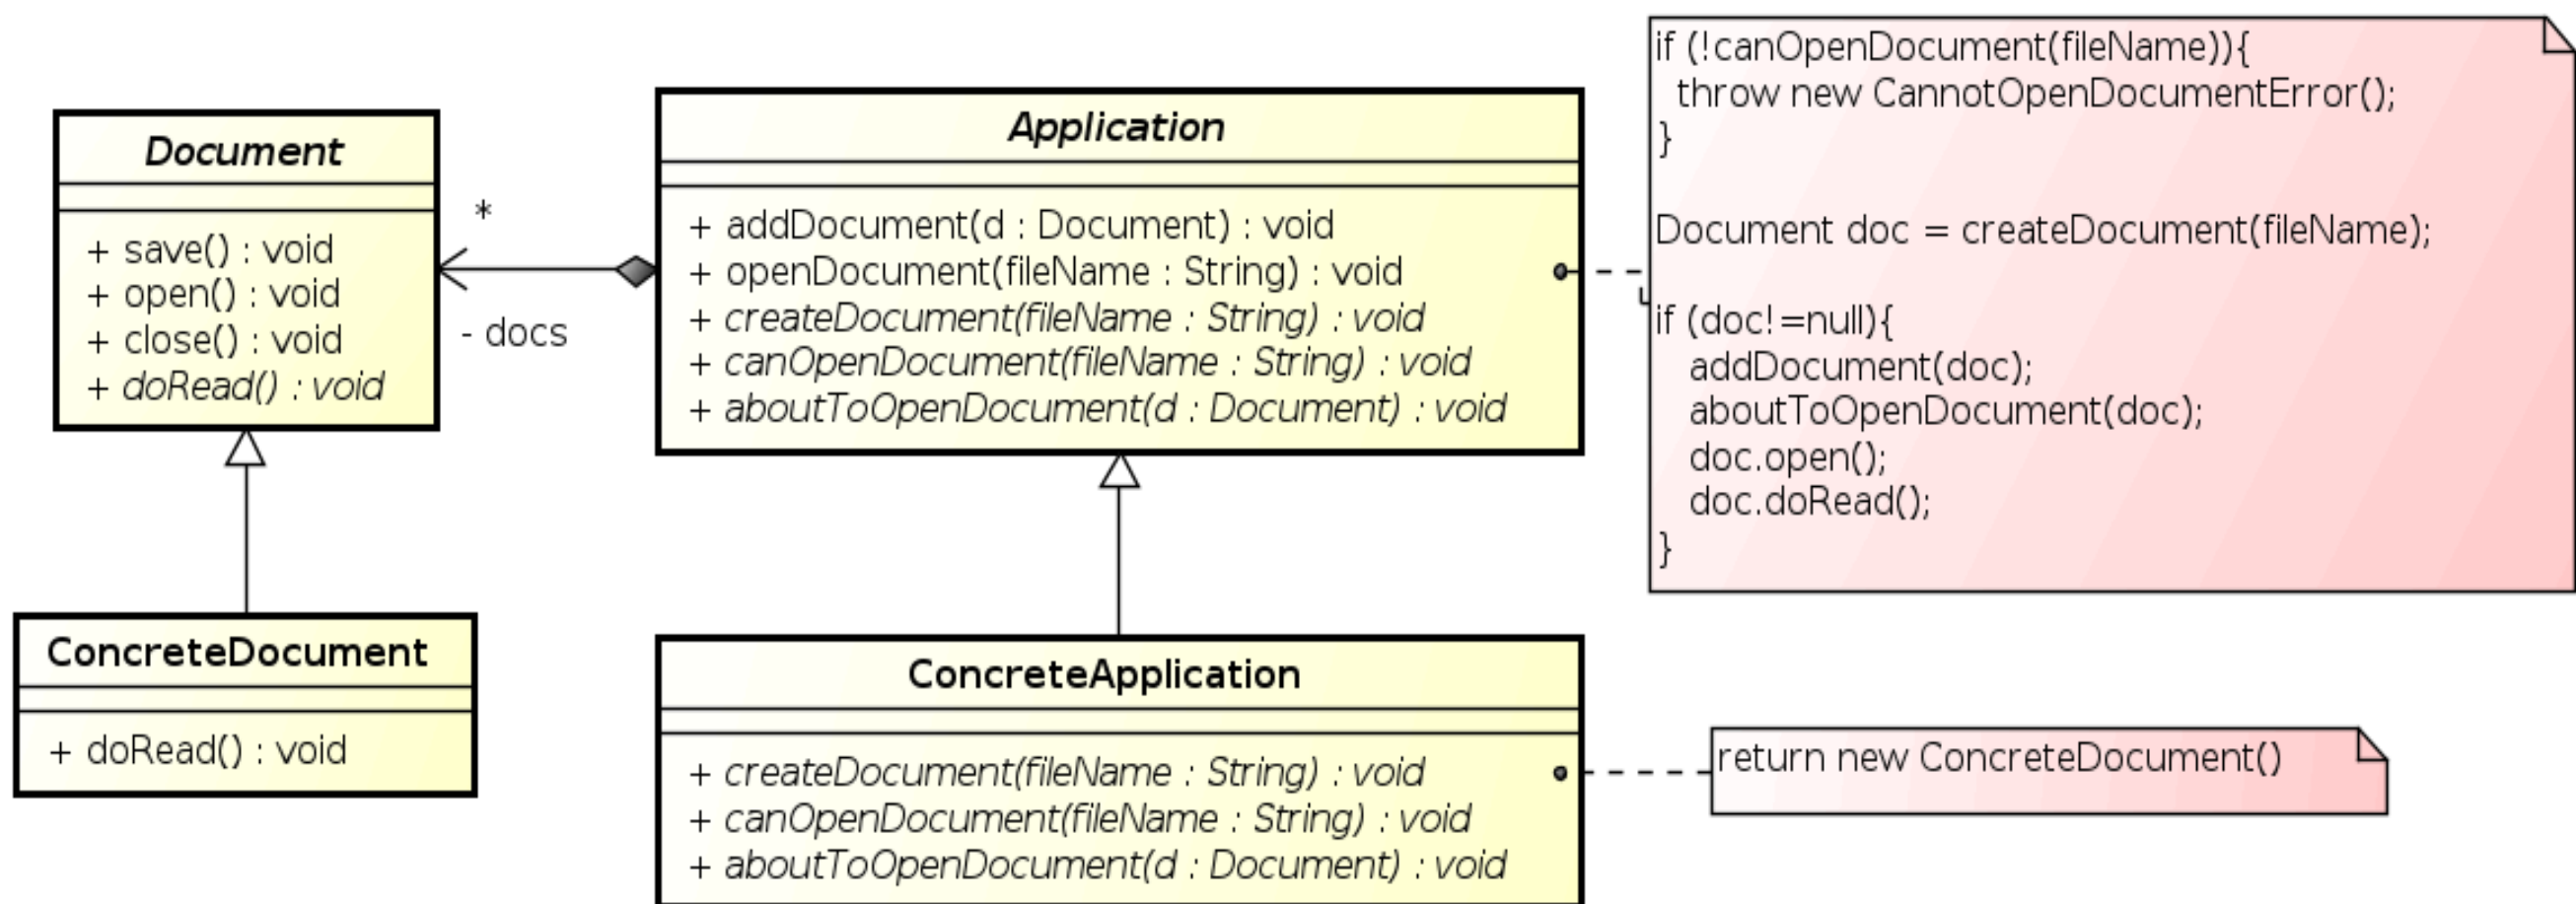 Document
+ save() : void
+ open() : void
+ close() : void
+ doRead() : void
*
- docs
Application
+ addDocument(d : Document) : void
+ openDocument(fileName : String) : void
+ createDocument(fileName : String) : void
+ canOpenDocument(fileName : String) : void
+ aboutToOpenDocument(d : Document) : void
if (!canOpenDocument(fileName)){
throw new CannotOpenDocumentError();
}
Document doc = createDocument(fileName);
if (doc!=null){
addDocument(doc);
aboutToOpenDocument(doc);
doc.open();
doc.doRead();
}
ConcreteDocument
+ doRead() : void
ConcreteApplication
+ createDocument(fileName : String) : void
+ canOpenDocument(fileName : String) : void
+ aboutToOpenDocument(d : Document) : void
return new ConcreteDocument()